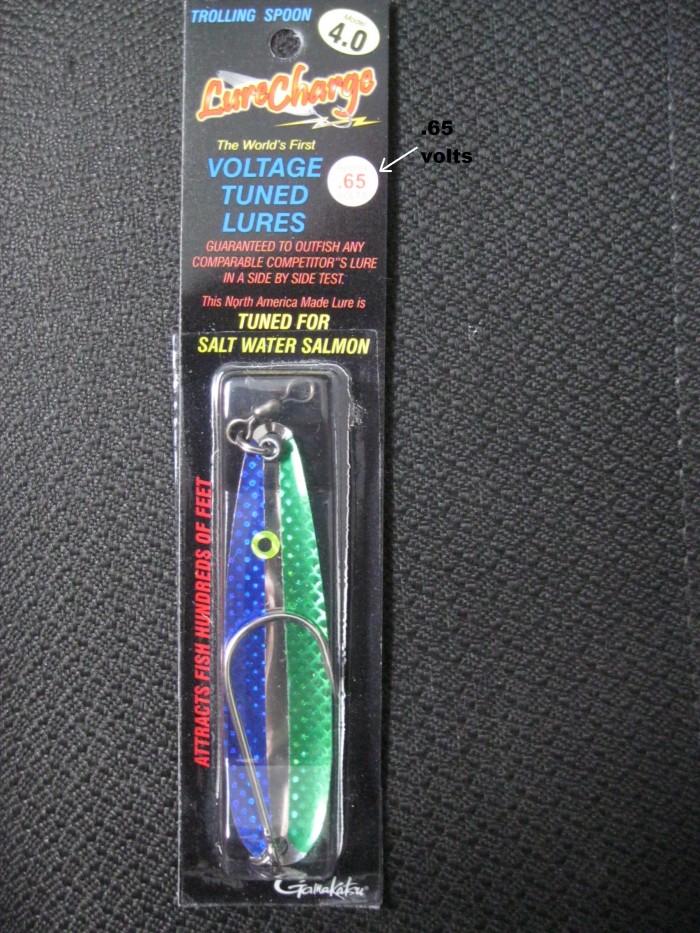 TROLLING SPOON
Model
4.0
LureCharge
The World's First
VOLTAGE
TUNED
LURES
.65
.65
volts
GUARANTEED TO OUTFISH ANY
COMPARABLE COMPETITOR"S LURE
IN A SIDE BY SIDE TEST.
This North America Made Lure is
TUNED FOR
SALT WATER SALMON
ATTRACTS FISH HUNDREDS OF FEET
Gamakatsu